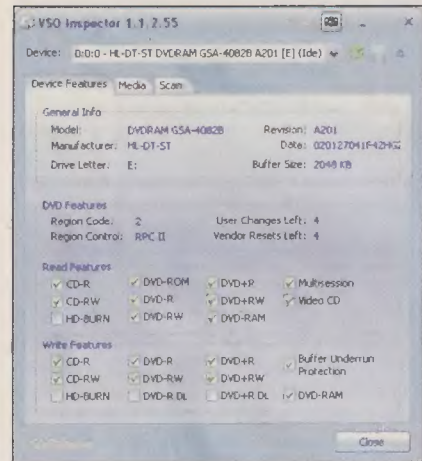 VSO Inspector 1.1.2.55
Device: 0:0:0 - HL-DT-ST DVDRAM GSA-4082B A201 [E] (Ide)
Device Features Media Scan
General Info
Model: DVDRAM GSA-4082B Revision: A201
Manufacturer: HL-DT-ST Date:
Drive Letter: E: Buffer Size: 2048 KB
DVD Features
Region Code: 2 User Changes Left: 4
Region Control: RPC II Vendor Resets Left: 4
Read Features
CD-R DVD-ROM DVD+R Multisession
CD-RW DVD-R DVD+RW Video CD
HD-BURN DVD-RW DVD-RAM
Write Features
CD-R DVD-R DVD+R Buffer Underrun
Protection
CD-RW DVD-RW DVD+RW
HD-BURN DVD-R DL DVD+R DL DVD-RAM
Close